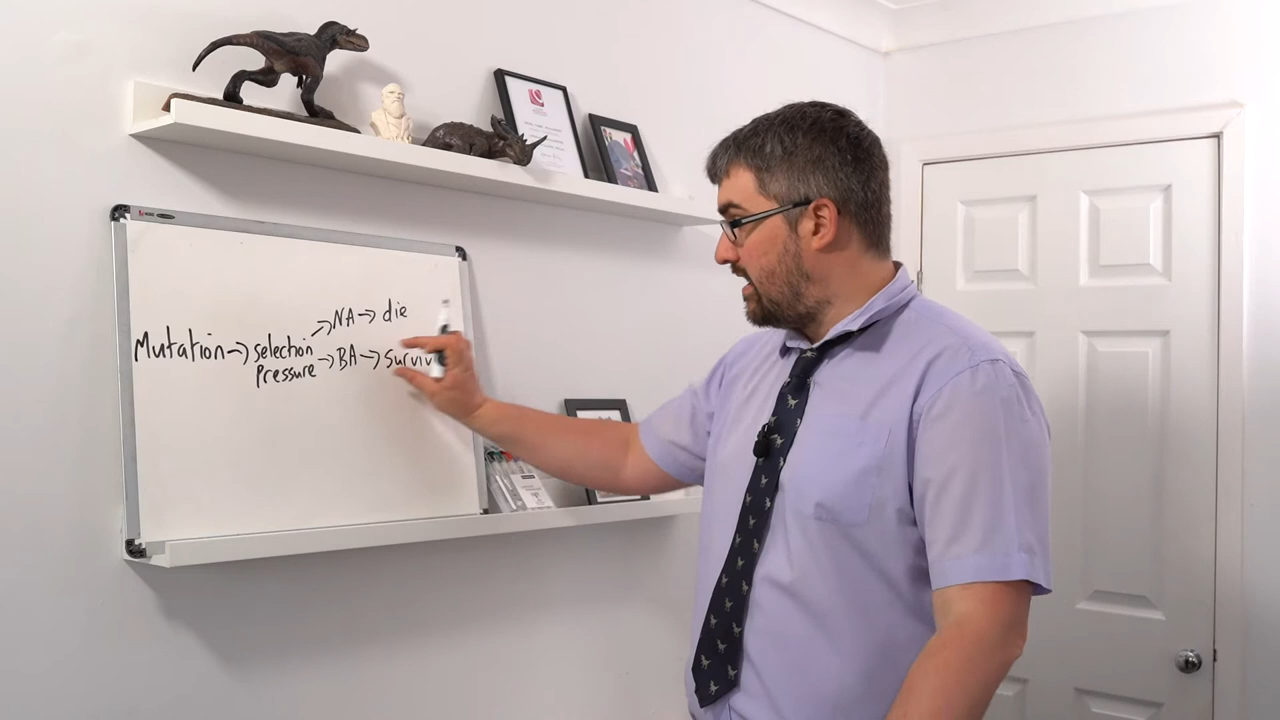 →NA→ die
Mutation→ selection →BA→ surviv
pressure